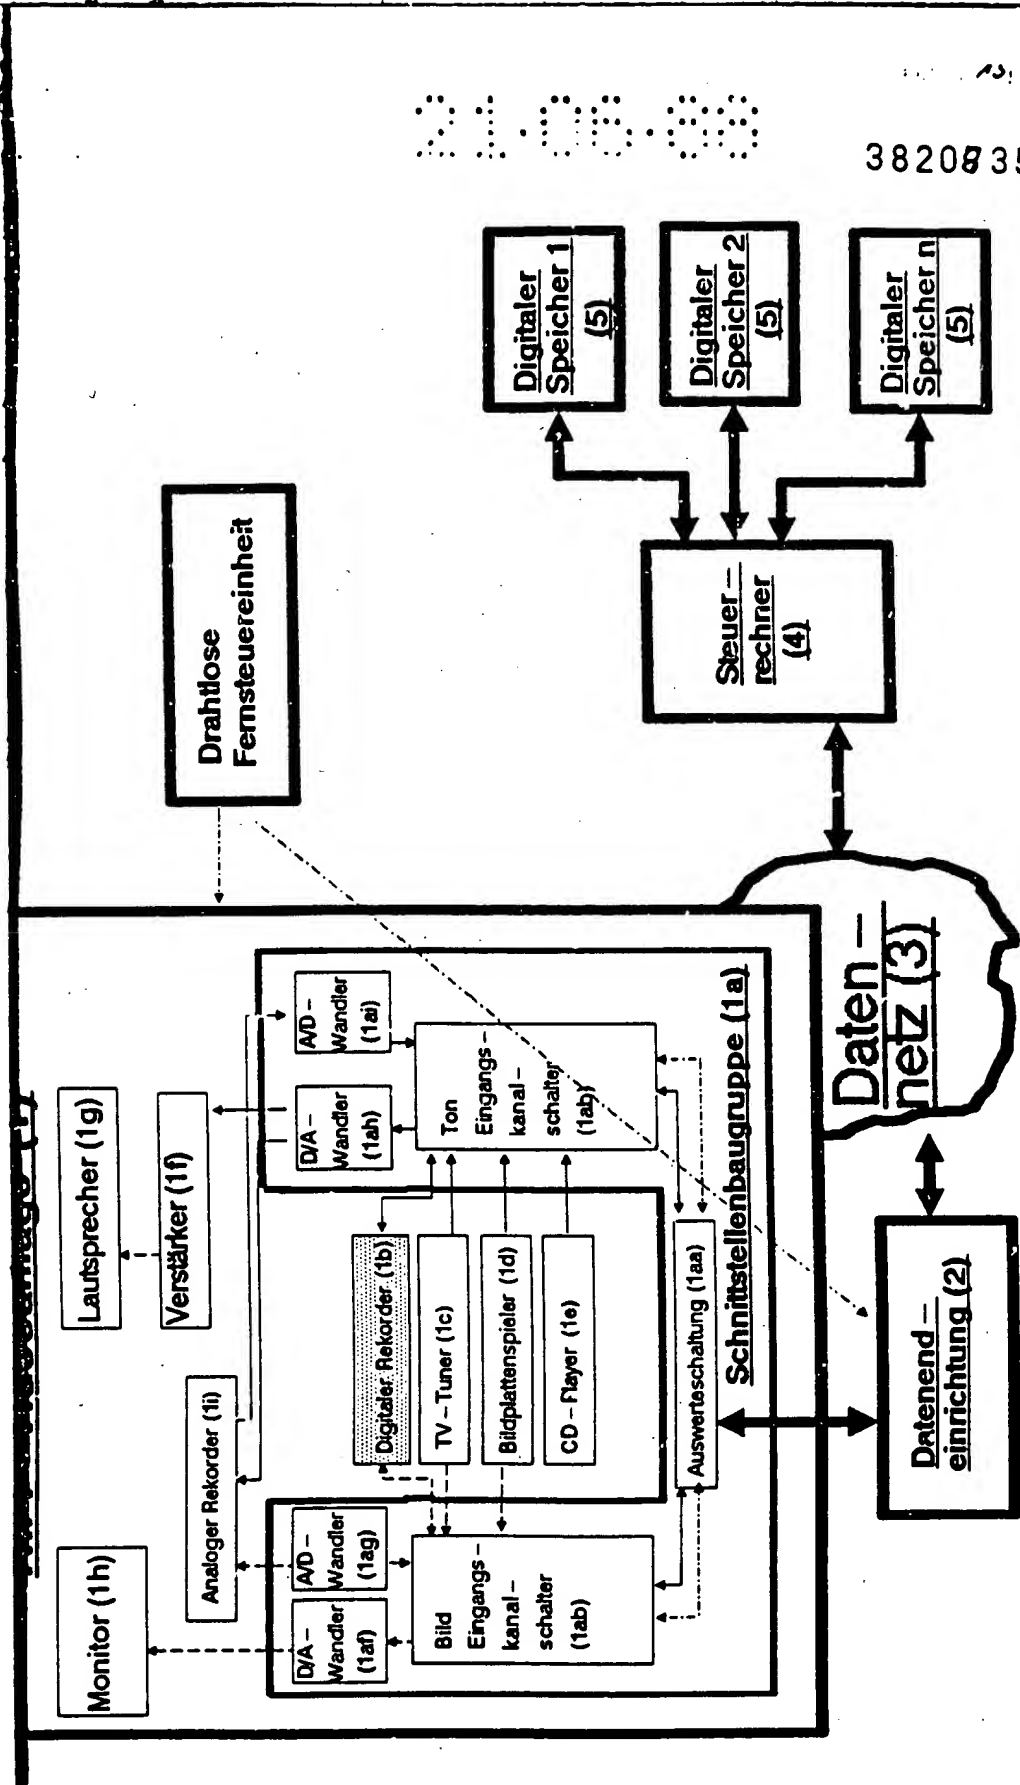 21·06·88
38208 35
Digitaler
Speicher 1
(5)
Digitaler
Speicher 2
(5)
Digitaler
Speicher n
(5)
Drahtlose
Fernsteuereinheit
Steuer–
rechner
(4)
Daten–
netz (3)
Datenend–
einrichtung (2)
Lautsprecher (1g)
Verstärker (1f)
Monitor (1h)
Analoger Rekorder (1i)
A/D–
Wandler
(1ai)
D/A–
Wandler
(1ah)
Ton
Eingangs–
kanal–
schalter
(1ab)
Digitaler Rekorder (1b)
TV–Tuner (1c)
Bildplattenspieler (1d)
CD–Player (1e)
Auswerteschaltung (1aa)
Schnittstellenbaugruppe (1a)
A/D–
Wandler
(1ag)
D/A–
Wandler
(1af)
Bild
Eingangs–
kanal–
schalter
(1ab)